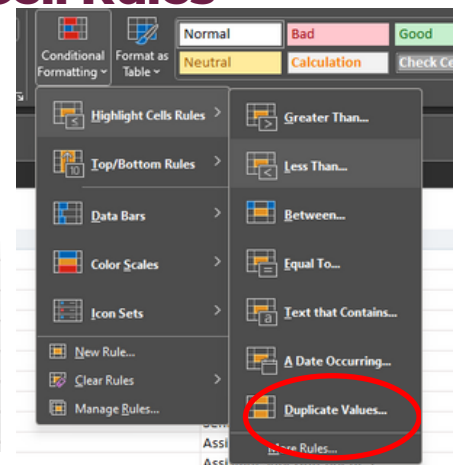 Cell Rules
Conditional Formatting
Format as Table
Normal
Bad
Good
Neutral
Calculation
Highlight Cells Rules
Top/Bottom Rules
Data Bars
Color Scales
Icon Sets
New Rule...
Clear Rules
Manage Rules...
Greater Than...
Less Than...
Between...
Equal To...
Text that Contains...
A Date Occurring...
Duplicate Values...
More Rules...